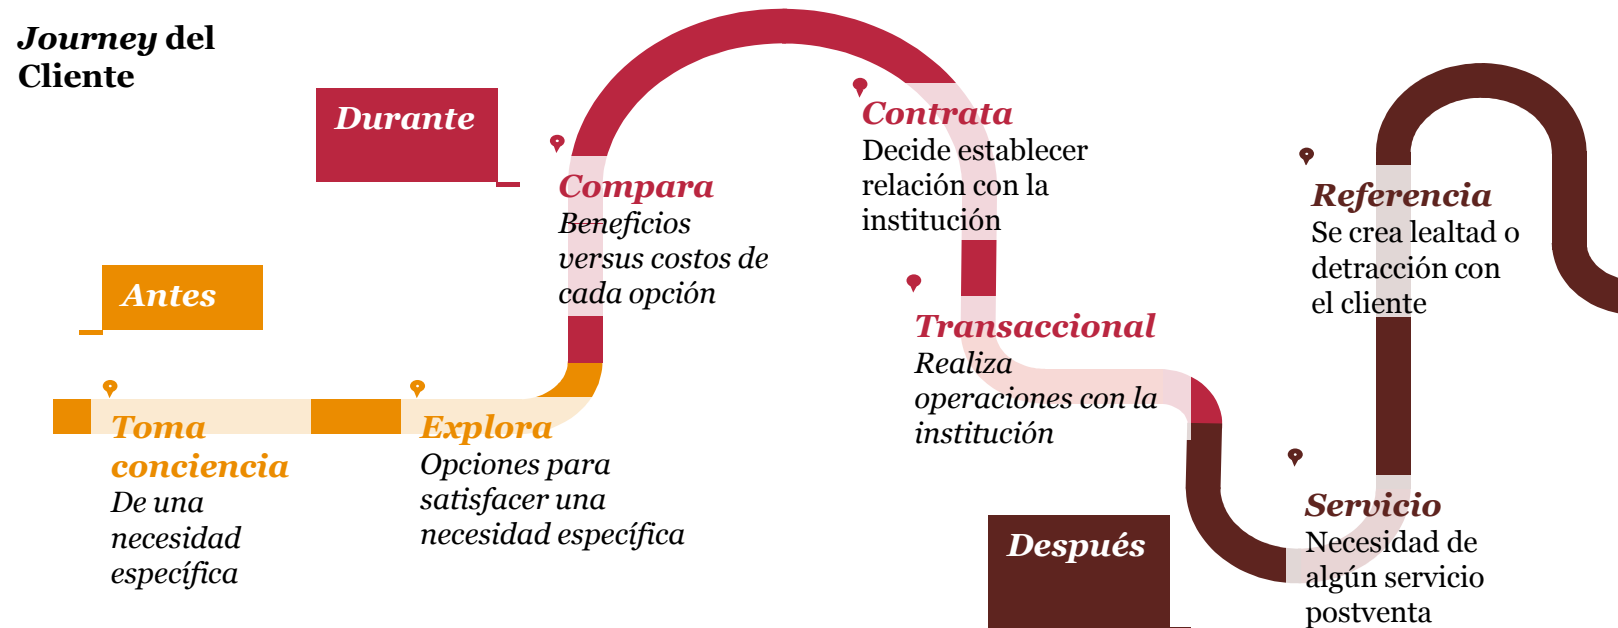 Journey del
Cliente
Antes
Toma
conciencia
De una
necesidad
específica
Explora
Opciones para
satisfacer una
necesidad específica
Durante
Compara
Beneficios
versus costos de
cada opción
Contrata
Decide establecer
relación con la
institución
Transaccional
Realiza
operaciones con la
institución
Después
Servicio
Necesidad de
algún servicio
postventa
Referencia
Se crea lealtad o
detracción con
el cliente